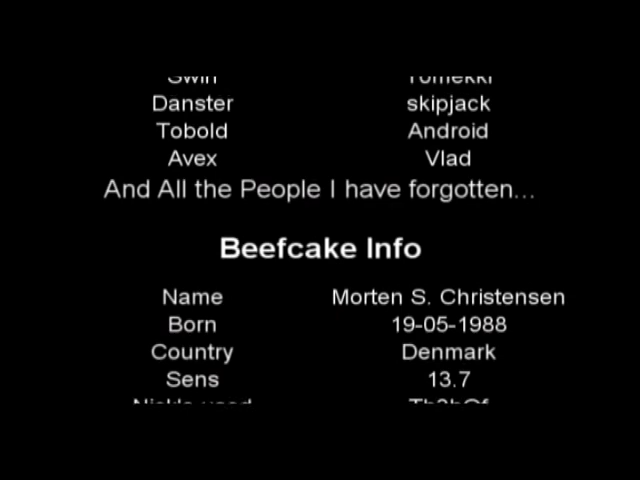 Danster skipjack
Tobold Android
Avex Vlad
And All the People I have forgotten...
Beefcake Info
Name Morten S. Christensen
Born 19-05-1988
Country Denmark
Sens 13.7